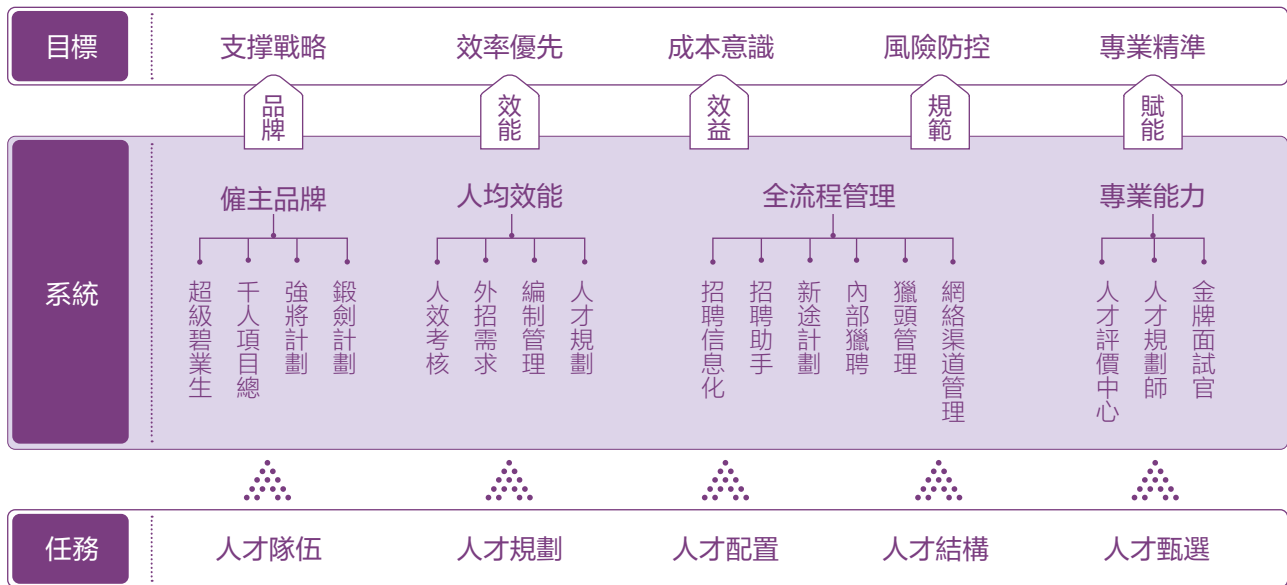 目標
支撑戰略
效率優先
成本意識
風險防控
專業精準
品牌
效能
效益
規範
賦能
系統
僱主品牌
人均效能
全流程管理
專業能力
超級碧業生
千人項目總
強將計劃
鍛劍計劃
人效考核
外招需求
編制管理
人才規劃
招聘信息化
招聘助手
新途計劃
內部獵聘
獵頭管理
網絡渠道管理
人才評價中心
人才規劃師
金牌面試官
任務
人才隊伍
人才規劃
人才配置
人才結構
人才甄選